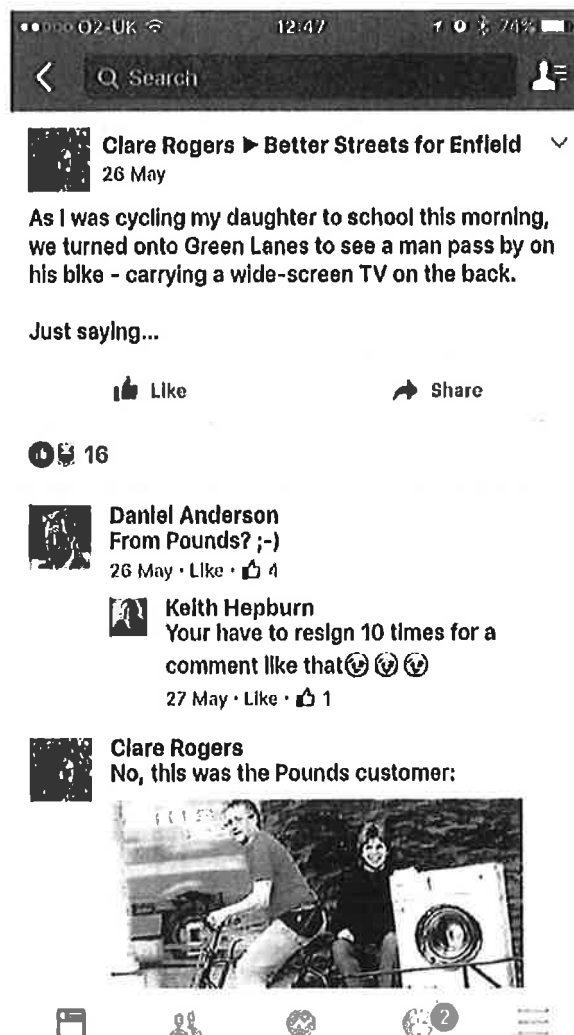 O2-UK 12:47 74%
Search
Clare Rogers ▶ Better Streets for Enfield
26 May
As I was cycling my daughter to school this morning,
we turned onto Green Lanes to see a man pass by on
his bike - carrying a wide-screen TV on the back.
Just saying...
Like Share
16
Daniel Anderson
From Pounds? ;-)
26 May · Like · 4
Keith Hepburn
Your have to resign 10 times for a
comment like that
27 May · Like · 1
Clare Rogers
No, this was the Pounds customer:
2